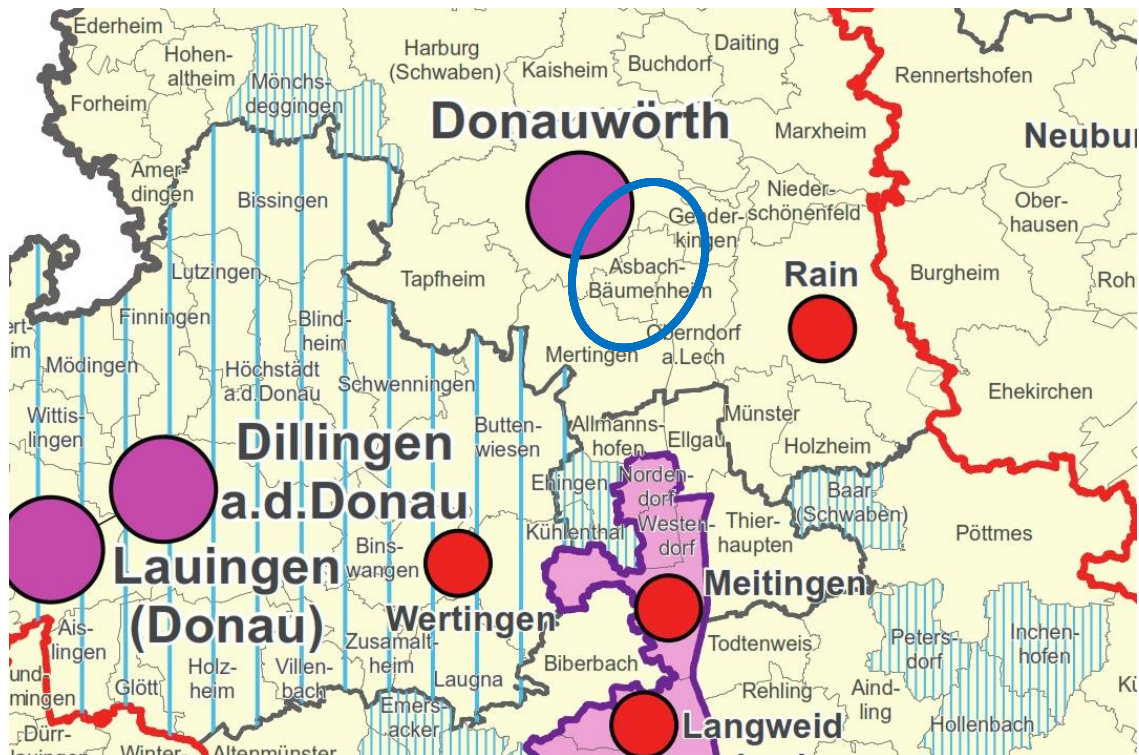 Ederheim
Hohen-
altheim
Mönchs-
deggingen
Forheim
Amer-
dingen
Harburg
(Schwaben)
Kaisheim
Buchdorf
Daiting
Rennertshofen
Donauwörth
Marxheim
Bissingen
Nieder-
schönenfeld
Ober-
hausen
Gender-
kingen
Lutzingen
Tapfheim
Asbach-
Bäumenheim
Rain
Burgheim
Finningen
Blind-
heim
Mödingen
Höchstädt
a.d.Donau
Schwenningen
Mertingen
Oberndorf
a.Lech
Ehekirchen
Wittis-
lingen
Butten-
wiesen
Allmanns-
hofen
Ellgau
Münster
Holzheim
Dillingen
a.d.Donau
Ehingen
Norden-
dorf
Baar
(Schwaben)
Kühlenthal
Westen-
dorf
Thier-
haupten
Pöttmes
Lauingen
(Donau)
Bins-
wangen
Wertingen
Meitingen
Ais-
lingen
Zusamalt-
heim
Todtenweis
Peters-
dorf
Inchen-
hofen
Glött
Holz-
heim
Villen-
bach
Laugna
Biberbach
Rehling
Aind-
ling
Emers-
acker
Langweid
Hollenbach
Altenmünster